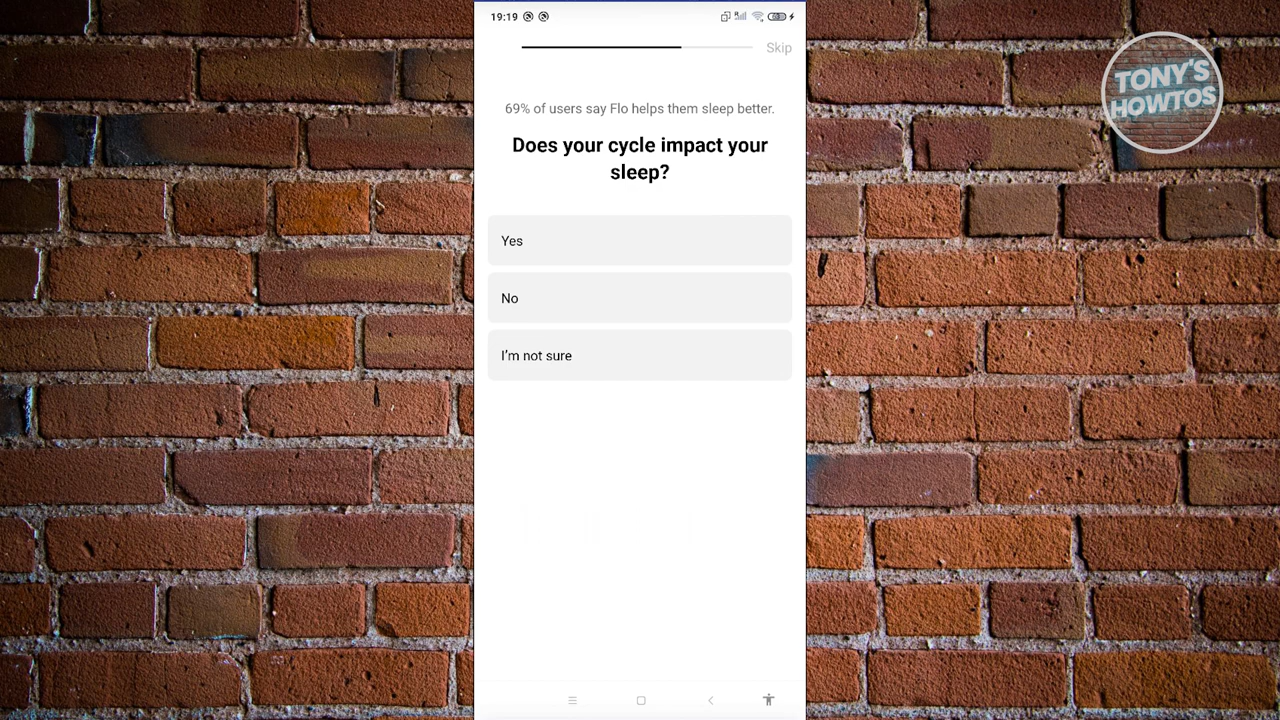 19:19
Skip
TONY'S
HOWTOS
69% of users say Flo helps them sleep better.
Does your cycle impact your
sleep?
Yes
No
I'm not sure